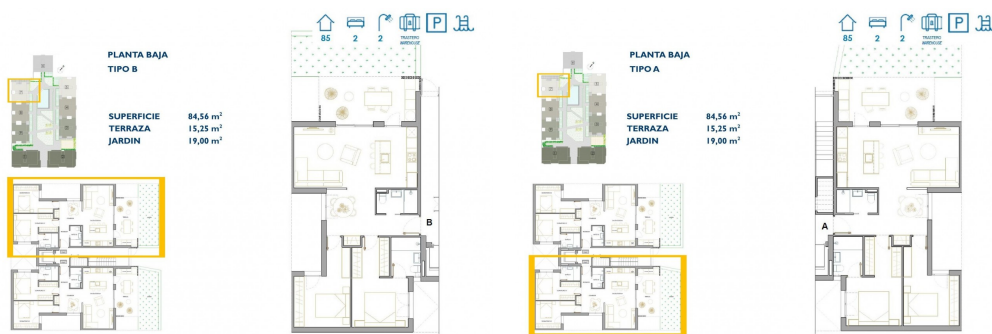 85
2
2
TRASTERO
WAREHOUSE
P
PLANTA BAJA
TIPO B
SUPERFICIE 84,56 m²
TERRAZA 15,25 m²
JARDIN 19,00 m²
B
85
2
2
TRASTERO
WAREHOUSE
P
PLANTA BAJA
TIPO A
SUPERFICIE 84,56 m²
TERRAZA 15,25 m²
JARDIN 19,00 m²
A